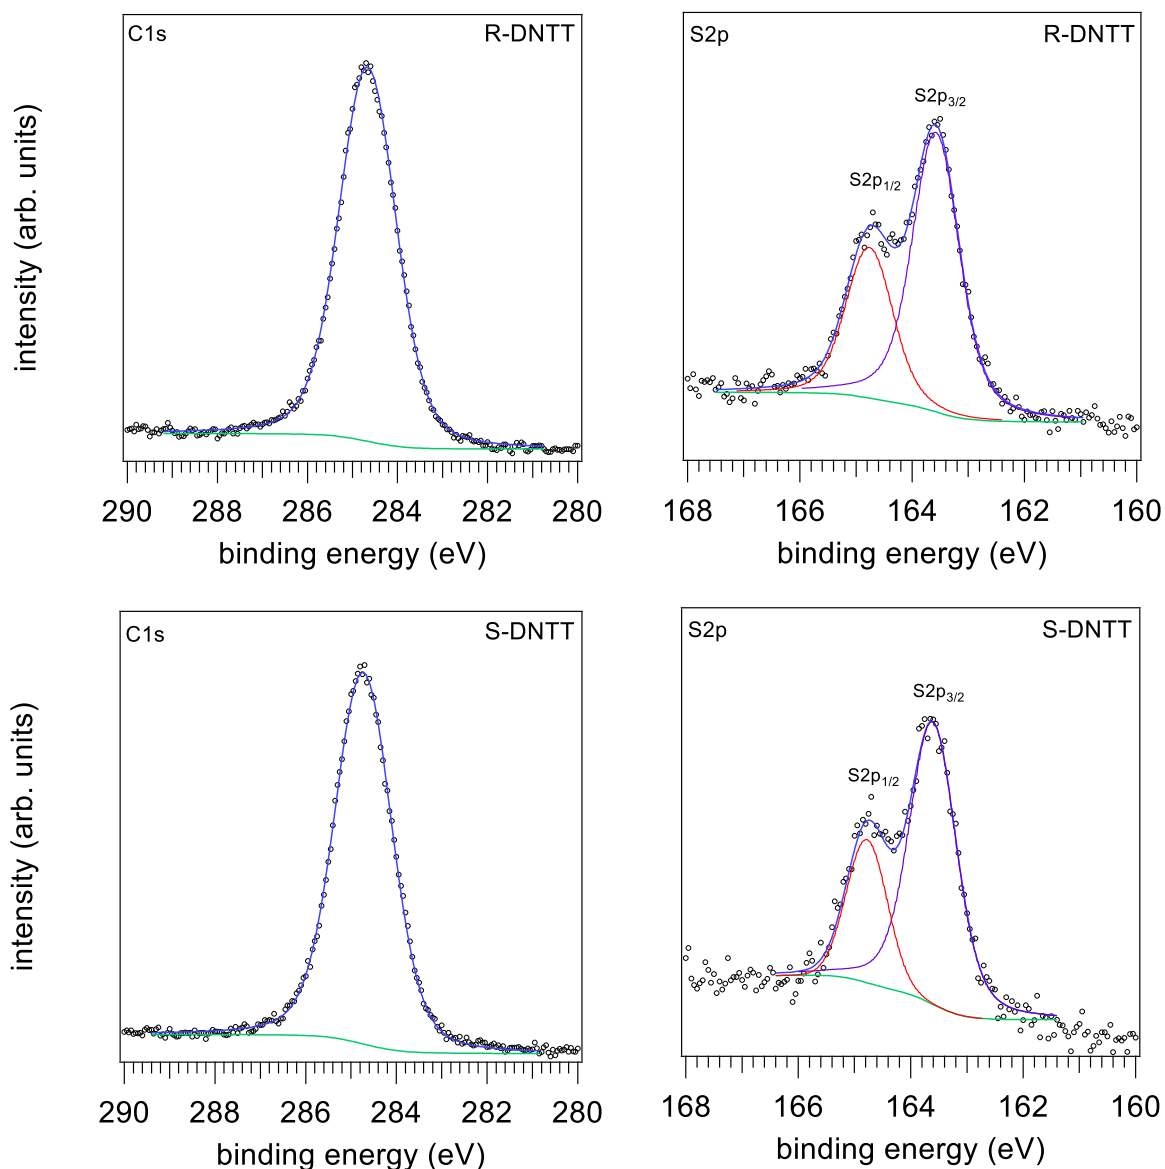 C1s R-DNTT
S2p R-DNTT
S2p3/2
S2p1/2
intensity (arb. units)
290 288 286 284 282 280
168 166 164 162 160
binding energy (eV)
binding energy (eV)
C1s S-DNTT
S2p S-DNTT
S2p3/2
S2p1/2
intensity (arb. units)
290 288 286 284 282 280
168 166 164 162 160
binding energy (eV)
binding energy (eV)